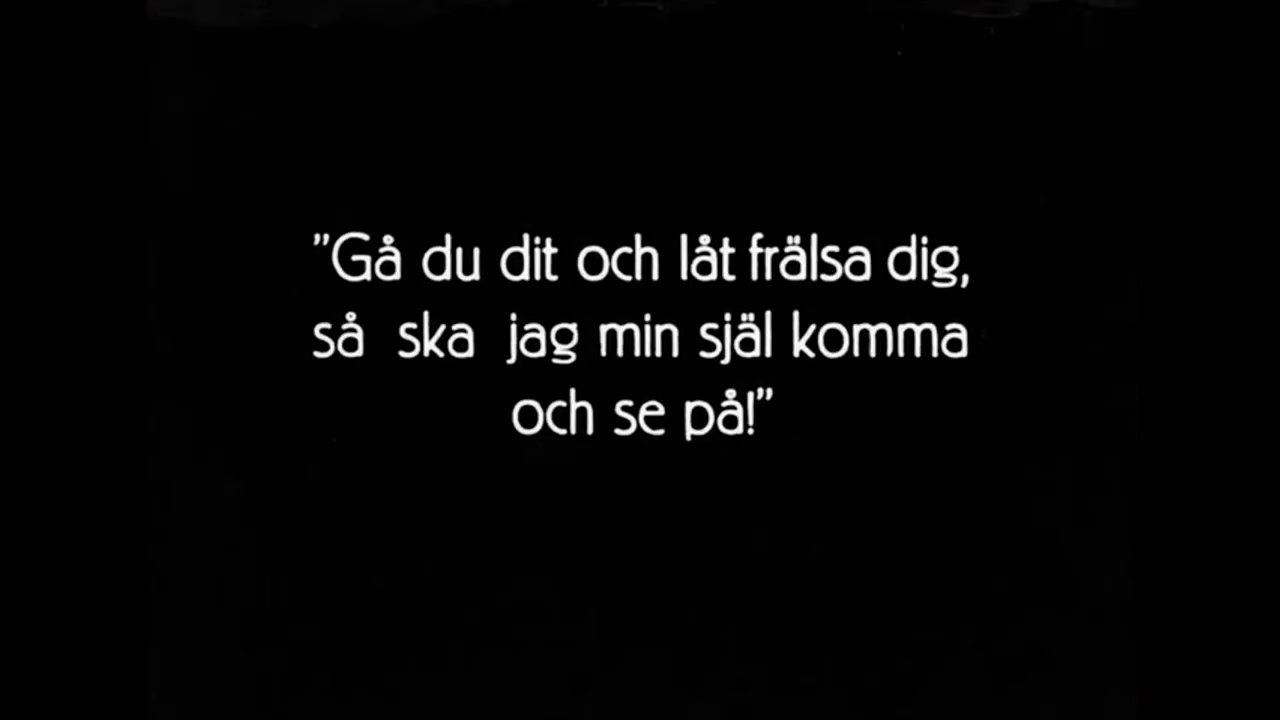 ”Gå du dit och låt frälsa dig,
så ska jag min själ komma
och se på!”